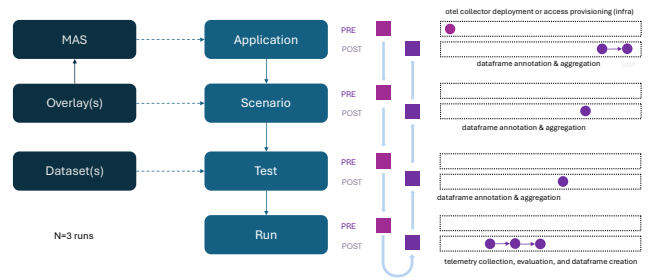 otel collector deployment or access provisioning (infra)
MAS
Application
PRE
POST
dataframe annotation & aggregation
Overlay(s)
Scenario
PRE
POST
dataframe annotation & aggregation
Dataset(s)
Test
PRE
POST
dataframe annotation & aggregation
N=3 runs
Run
PRE
POST
telemetry collection, evaluation, and dataframe creation